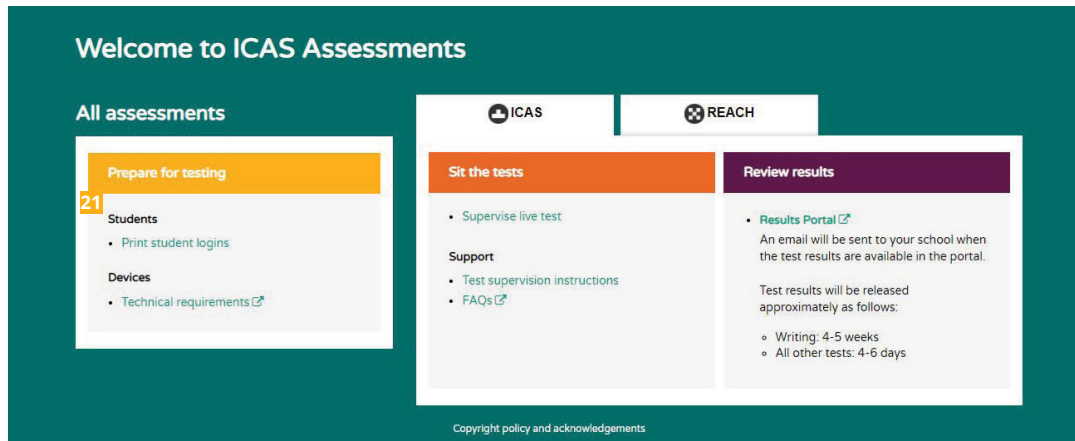 Welcome to ICAS Assessments
All assessments
Prepare for testing
21
Students
• Print student logins
Devices
• Technical requirements
ICAS
REACH
Sit the tests
• Supervise live test
Support
• Test supervision instructions
• FAQs
Review results
• Results Portal
An email will be sent to your school when
the test results are available in the portal.
Test results will be released
approximately as follows:
◦ Writing: 4-5 weeks
◦ All other tests: 4-6 days
Copyright policy and acknowledgements